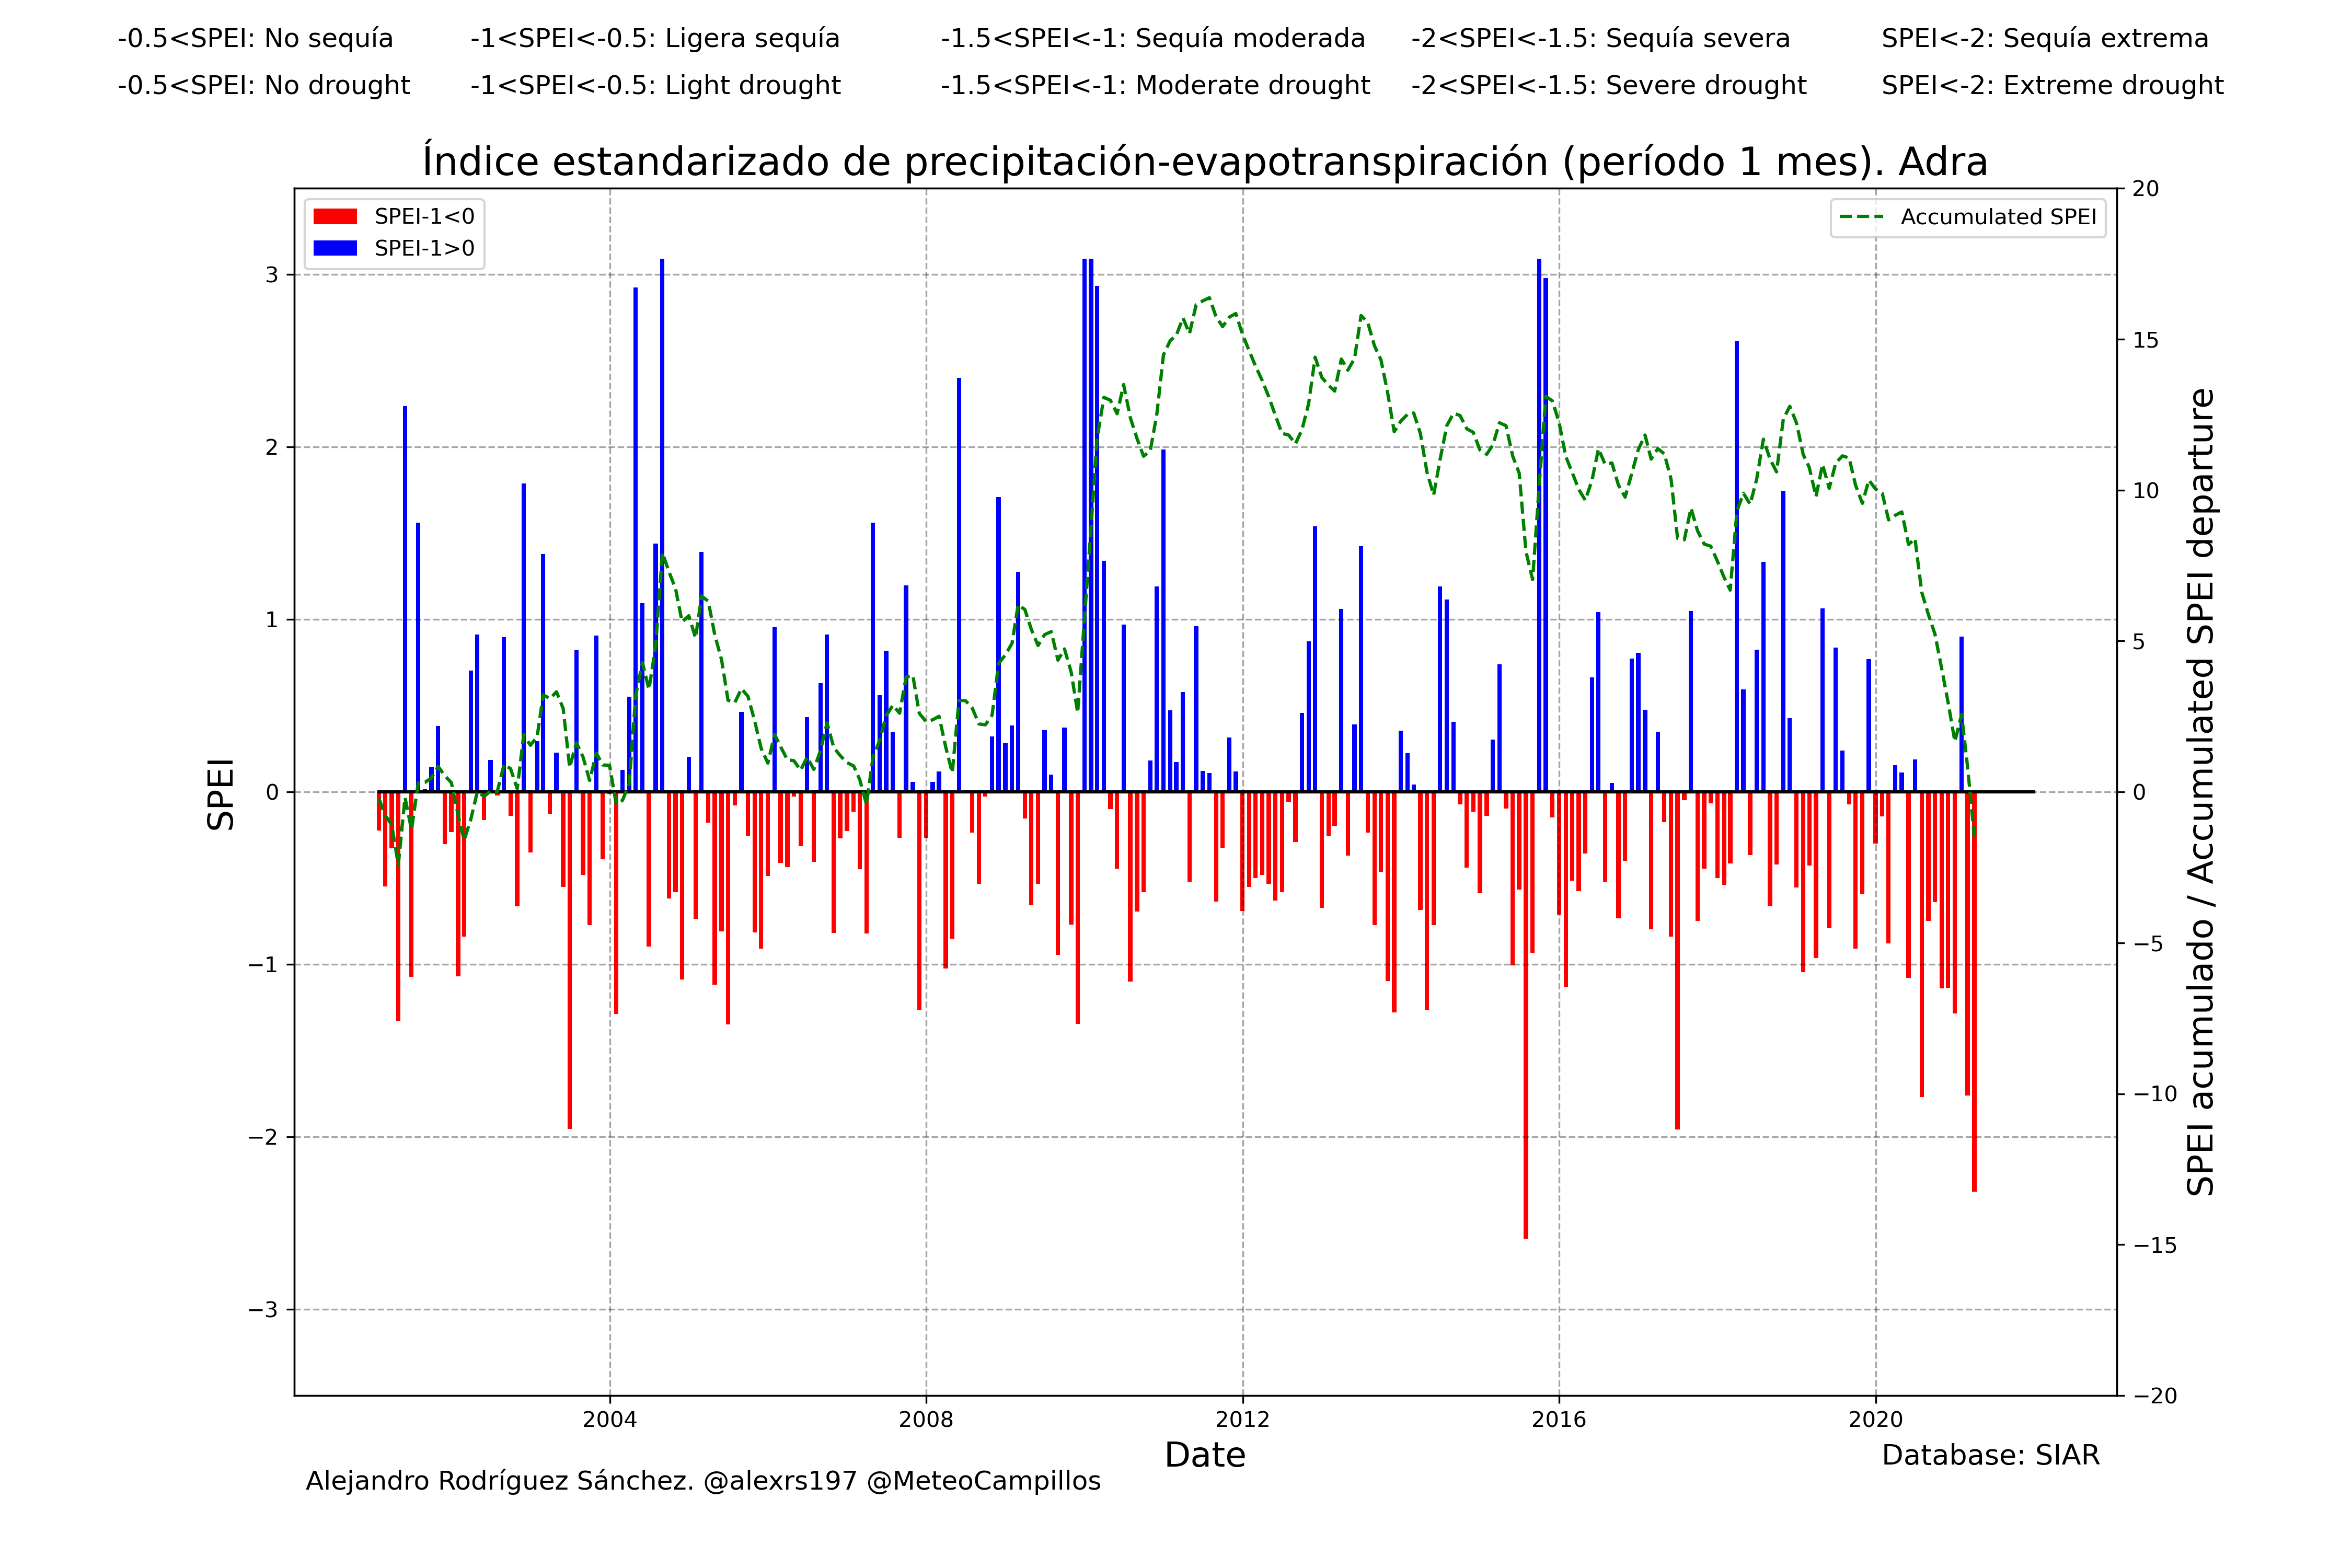 -0.5<SPEI: No sequía -1<SPEI<-0.5: Ligera sequía -1.5<SPEI<-1: Sequía moderada -2<SPEI<-1.5: Sequía severa SPEI<-2: Sequía extrema
-0.5<SPEI: No drought -1<SPEI<-0.5: Light drought -1.5<SPEI<-1: Moderate drought -2<SPEI<-1.5: Severe drought SPEI<-2: Extreme drought
Índice estandarizado de precipitación-evapotranspiración (período 1 mes). Adra
SPEI-1<0
SPEI-1>0
Accumulated SPEI
SPEI
3
2
1
0
−1
−2
−3
20
15
10
5
0
−5
−10
−15
−20
SPEI acumulado / Accumulated SPEI departure
2004 2008 2012 2016 2020
Date
Database: SIAR
Alejandro Rodríguez Sánchez. @alexrs197 @MeteoCampillos